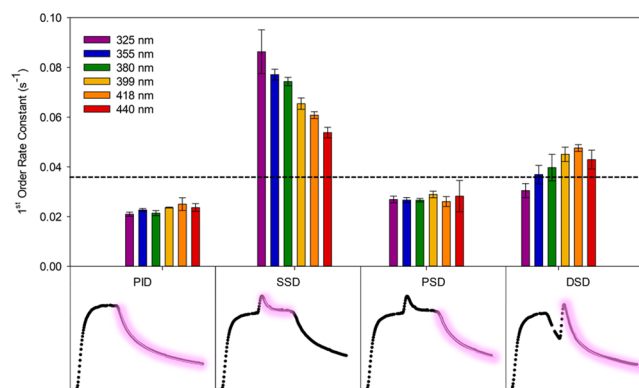 0.10
0.08
0.06
0.04
0.02
0.00
1st Order Rate Constant (s-1)
325 nm
355 nm
380 nm
399 nm
418 nm
440 nm
PID SSD PSD DSD